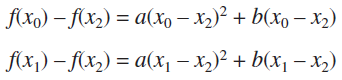 f(x₀) – f(x₂) = a(x₀ – x₂)² + b(x₀ – x₂)
f(x₁) – f(x₂) = a(x₁ – x₂)² + b(x₁ – x₂)